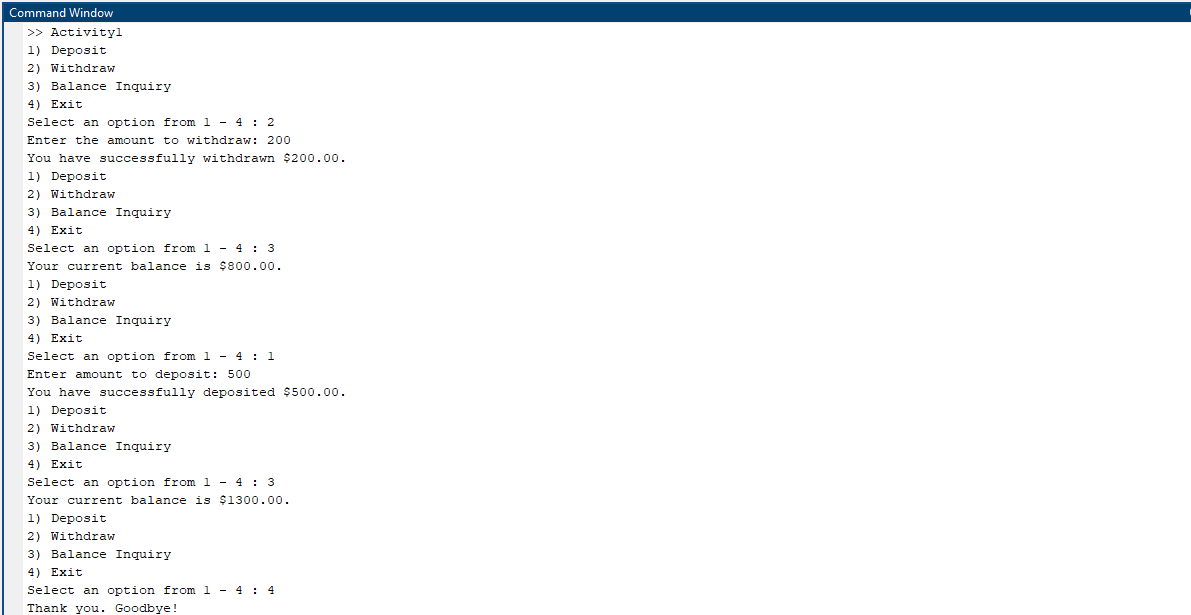 Command Window
>> Activity1
1) Deposit
2) Withdraw
3) Balance Inquiry
4) Exit
Select an option from 1 - 4 : 2
Enter the amount to withdraw: 200
You have successfully withdrawn $200.00.
1) Deposit
2) Withdraw
3) Balance Inquiry
4) Exit
Select an option from 1 - 4 : 3
Your current balance is $800.00.
1) Deposit
2) Withdraw
3) Balance Inquiry
4) Exit
Select an option from 1 - 4 : 1
Enter amount to deposit: 500
You have successfully deposited $500.00.
1) Deposit
2) Withdraw
3) Balance Inquiry
4) Exit
Select an option from 1 - 4 : 3
Your current balance is $1300.00.
1) Deposit
2) Withdraw
3) Balance Inquiry
4) Exit
Select an option from 1 - 4 : 4
Thank you. Goodbye!